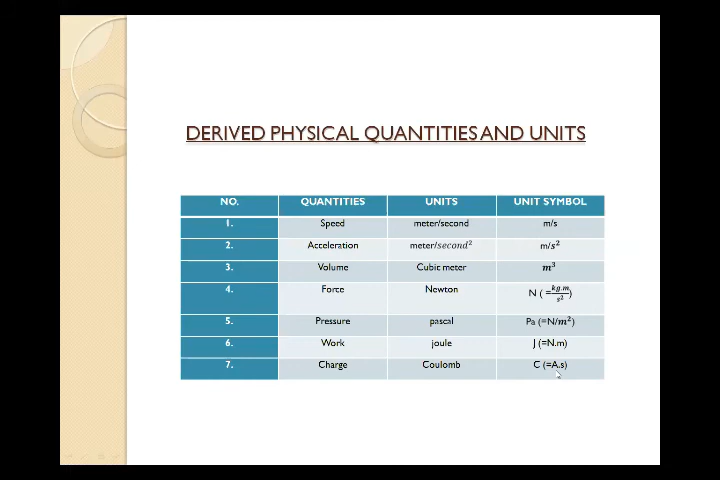 DERIVED PHYSICAL QUANTITIES AND UNITS
NO. QUANTITIES UNITS UNIT SYMBOL
1. Speed meter/second m/s
2. Acceleration meter/second² m/s²
3. Volume Cubic meter m³
4. Force Newton N ( =kg.m/s²)
5. Pressure pascal Pa (=N/m²)
6. Work joule J (=N.m)
7. Charge Coulomb C (=A.s)